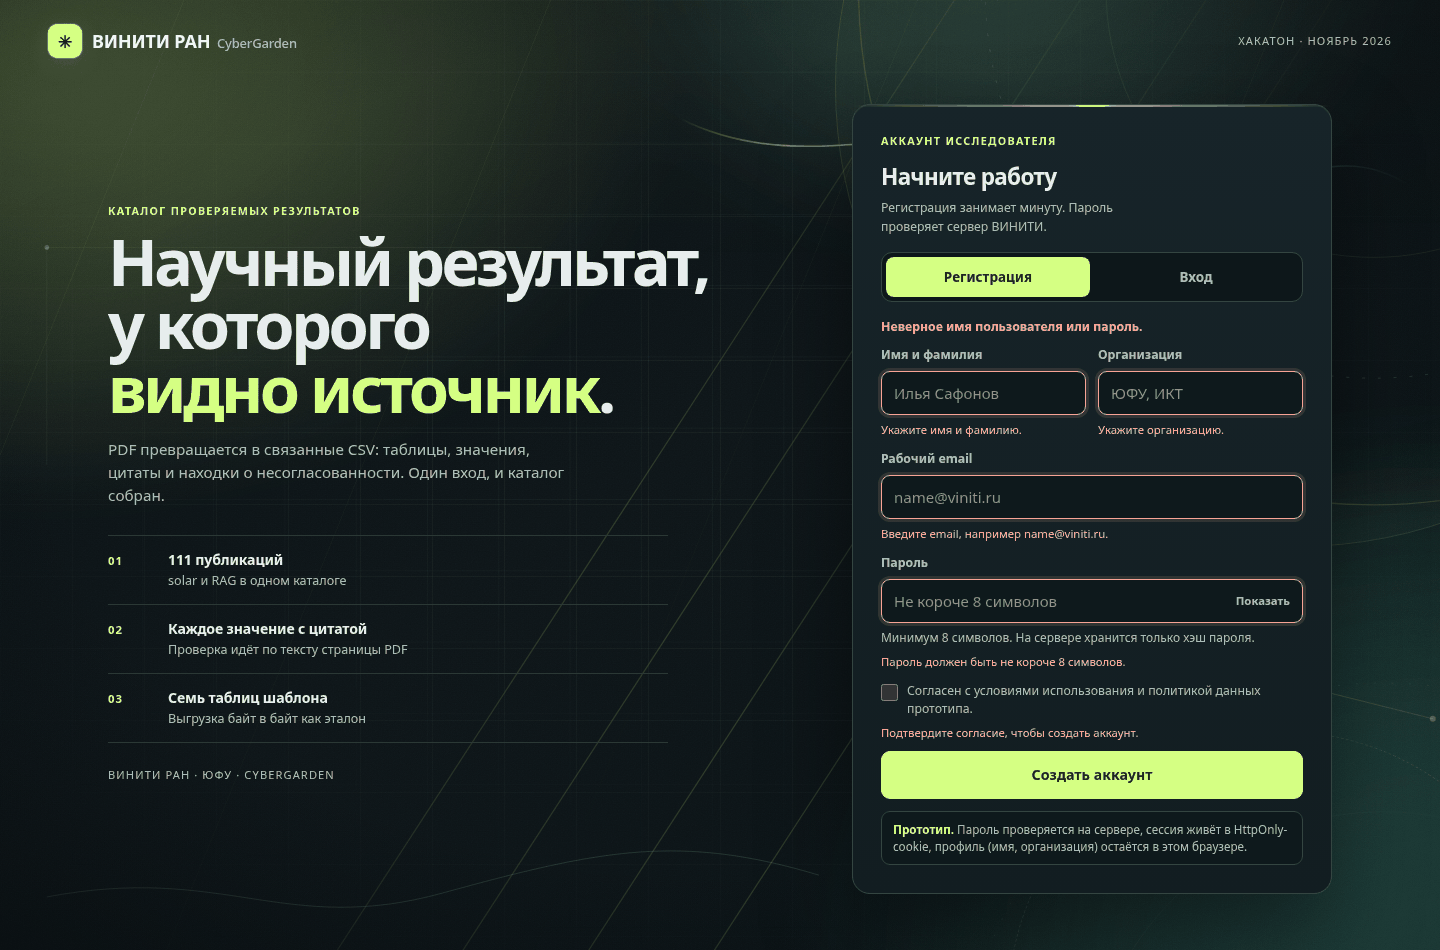 ВИНИТИ РАН CyberGarden
ХАКАТОН · НОЯБРЬ 2026
КАТАЛОГ ПРОВЕРЯЕМЫХ РЕЗУЛЬТАТОВ
Научный результат,
у которого
видно источник.
PDF превращается в связанные CSV: таблицы, значения,
цитаты и находки о несогласованности. Один вход, и каталог
собран.
01 111 публикаций
solar и RAG в одном каталоге
02 Каждое значение с цитатой
Проверка идёт по тексту страницы PDF
03 Семь таблиц шаблона
Выгрузка байт в байт как эталон
ВИНИТИ РАН · ЮФУ · CYBERGARDEN
АККАУНТ ИССЛЕДОВАТЕЛЯ
Начните работу
Регистрация занимает минуту. Пароль
проверяет сервер ВИНИТИ.
Регистрация Вход
Неверное имя пользователя или пароль.
Имя и фамилия Организация
Илья Сафонов ЮФУ, ИКТ
Укажите имя и фамилию. Укажите организацию.
Рабочий email
name@viniti.ru
Введите email, например name@viniti.ru.
Пароль
Не короче 8 символов Показать
Минимум 8 символов. На сервере хранится только хэш пароля.
Пароль должен быть не короче 8 символов.
Согласен с условиями использования и политикой данных
прототипа.
Подтвердите согласие, чтобы создать аккаунт.
Создать аккаунт
Прототип. Пароль проверяется на сервере, сессия живёт в HttpOnly-
cookie, профиль (имя, организация) остаётся в этом браузере.